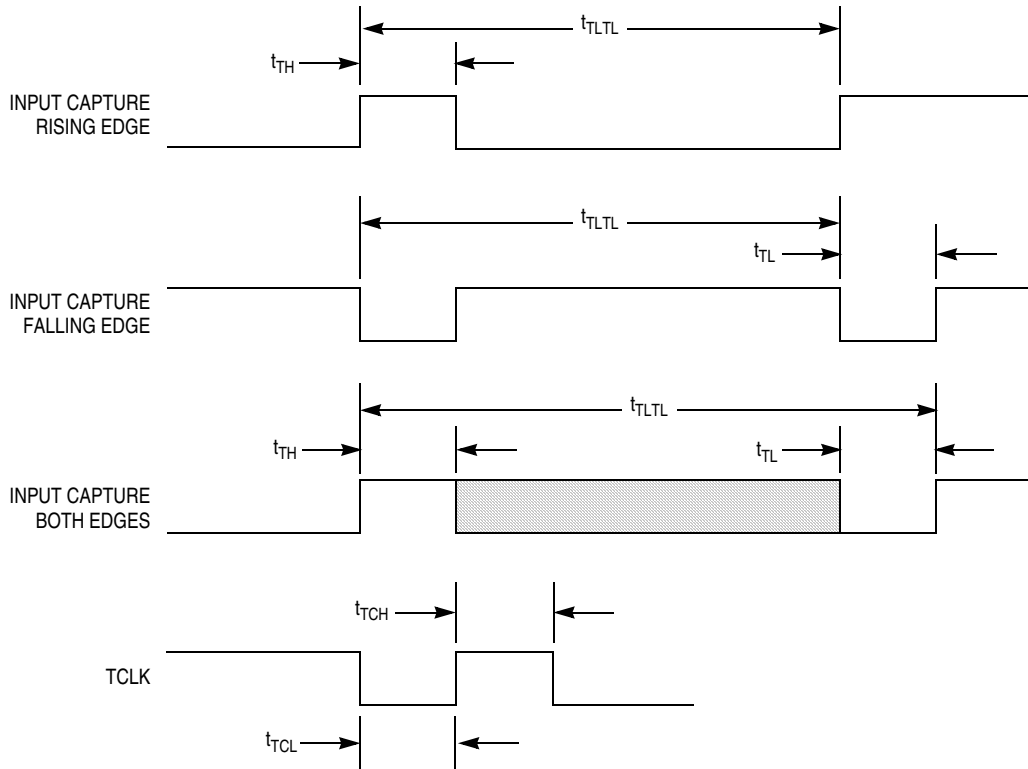 tTLTL
tTH
INPUT CAPTURE
RISING EDGE
tTLTL
tTL
INPUT CAPTURE
FALLING EDGE
tTLTL
tTH
tTL
INPUT CAPTURE
BOTH EDGES
tTCH
TCLK
tTCL